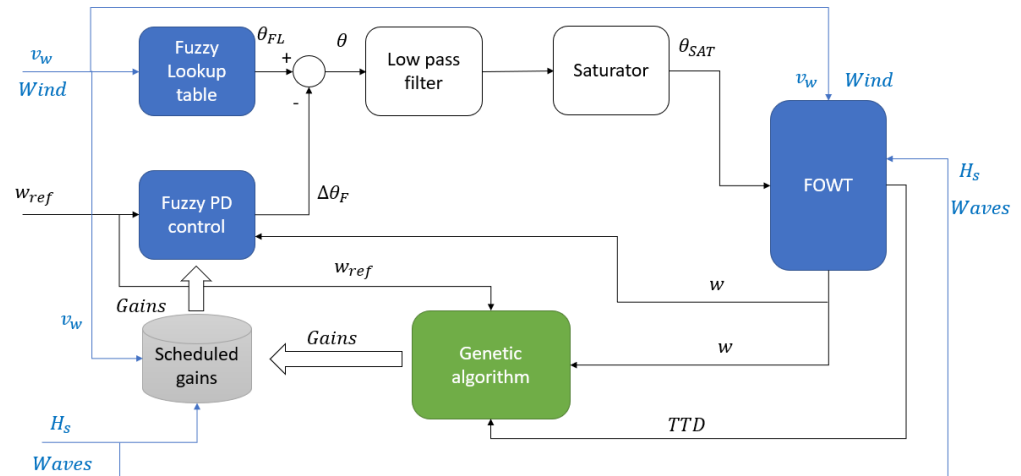 v_w
Wind
Fuzzy
Lookup
table
θ_FL
+
-
θ
Low pass
filter
Saturator
θ_SAT
v_w Wind
FOWT
H_s
Waves
w_ref
Fuzzy PD
control
Δθ_F
w_ref
w
Gains
v_w
Scheduled
gains
Gains
Genetic
algorithm
w
H_s
Waves
TTD